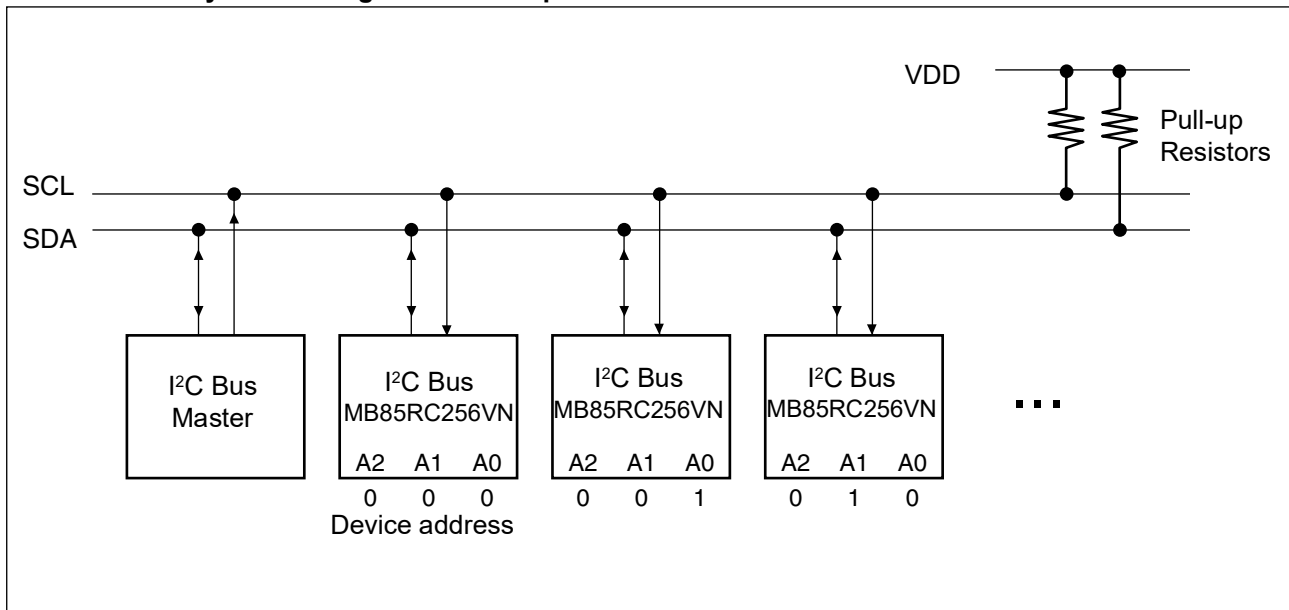 VDD
Pull-up
Resistors
SCL
SDA
I²C Bus
Master
I²C Bus
MB85RC256VN
A2 A1 A0
0 0 0
Device address
I²C Bus
MB85RC256VN
A2 A1 A0
0 0 1
I²C Bus
MB85RC256VN
A2 A1 A0
0 1 0
...